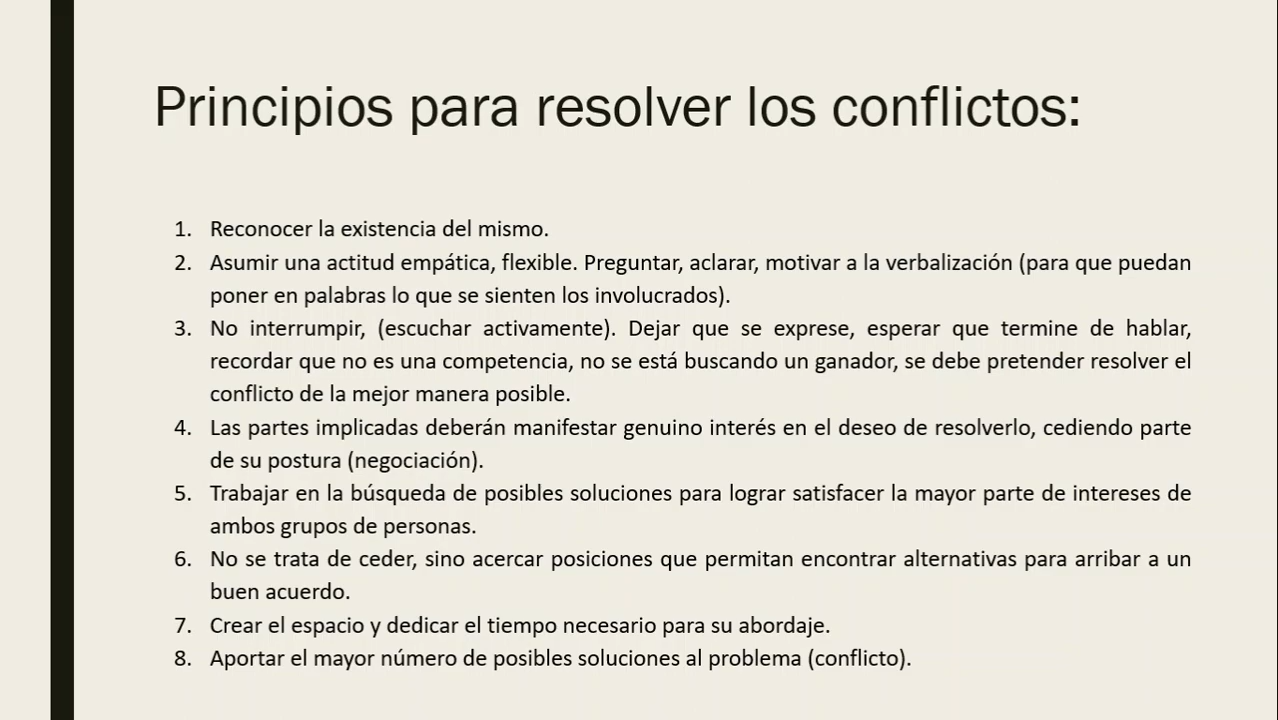 Principios para resolver los conflictos:
1. Reconocer la existencia del mismo.
2. Asumir una actitud empática, flexible. Preguntar, aclarar, motivar a la verbalización (para que puedan
poner en palabras lo que se sienten los involucrados).
3. No interrumpir, (escuchar activamente). Dejar que se exprese, esperar que termine de hablar,
recordar que no es una competencia, no se está buscando un ganador, se debe pretender resolver el
conflicto de la mejor manera posible.
4. Las partes implicadas deberán manifestar genuino interés en el deseo de resolverlo, cediendo parte
de su postura (negociación).
5. Trabajar en la búsqueda de posibles soluciones para lograr satisfacer la mayor parte de intereses de
ambos grupos de personas.
6. No se trata de ceder, sino acercar posiciones que permitan encontrar alternativas para arribar a un
buen acuerdo.
7. Crear el espacio y dedicar el tiempo necesario para su abordaje.
8. Aportar el mayor número de posibles soluciones al problema (conflicto).